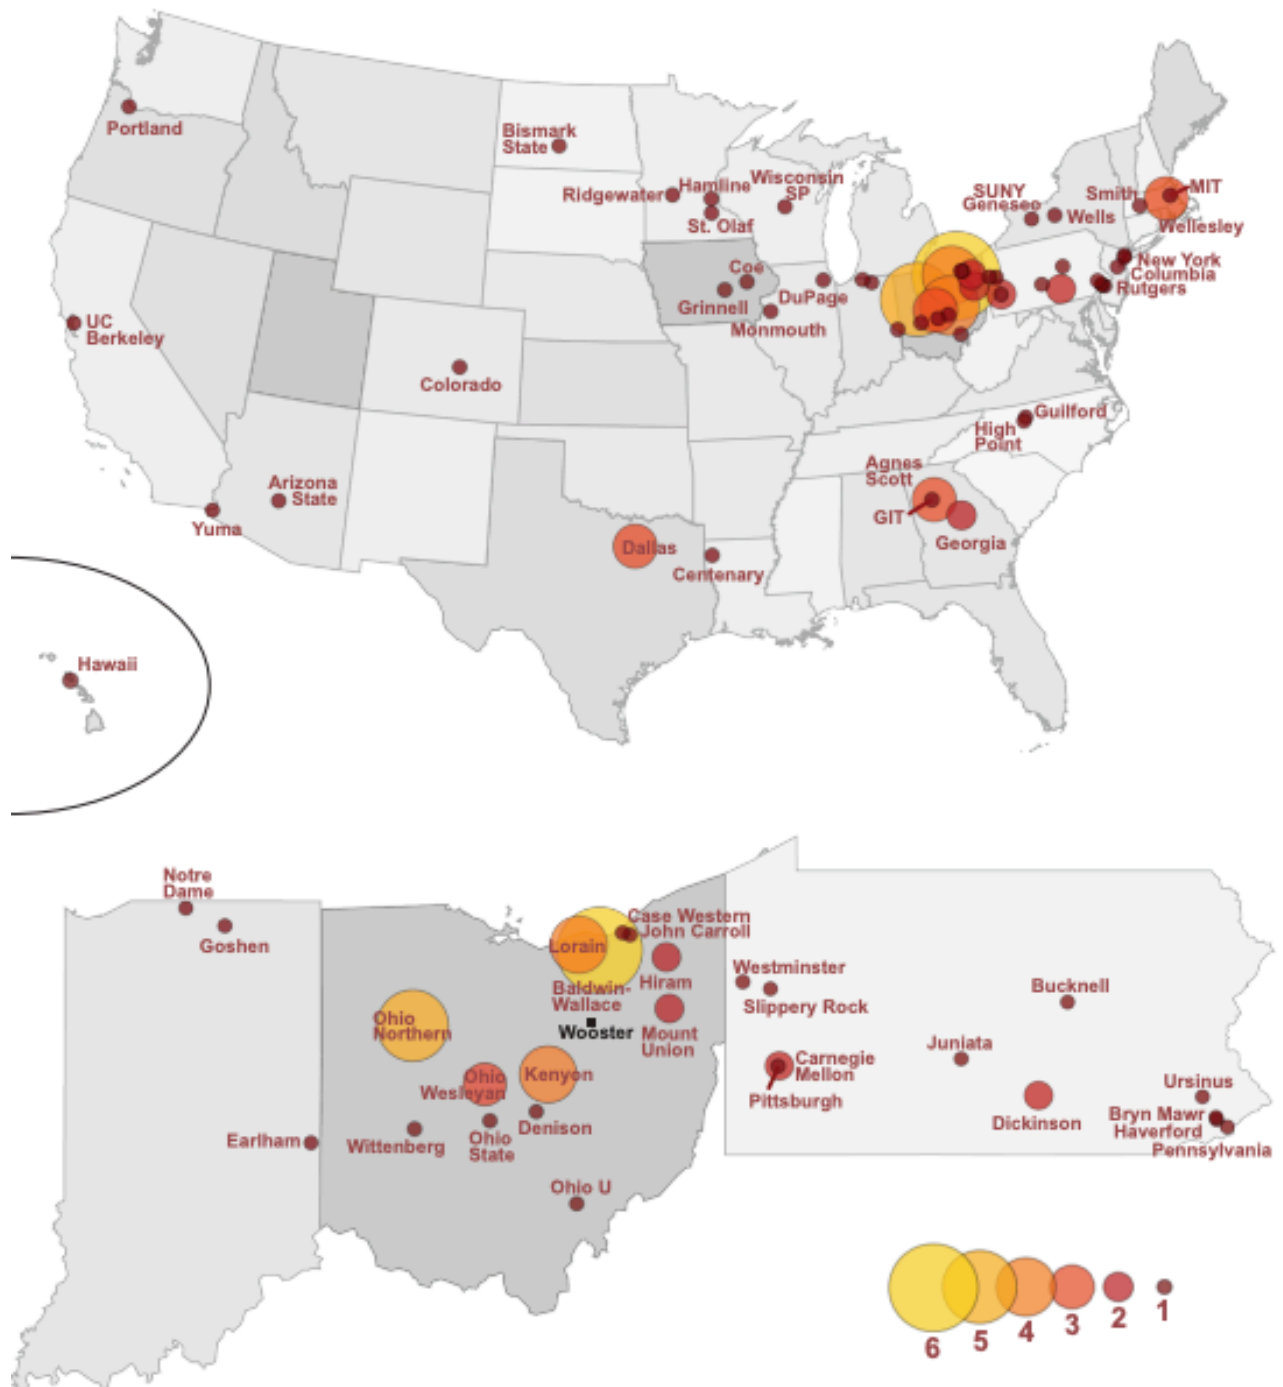 Portland
Bismark
State
Ridgewater
Hamline
St. Olaf
Wisconsin
SP
SUNY
Geneseo
Wells
Smith
MIT
Wellesley
New York
Columbia
Rutgers
Coe
Grinnell
DuPage
Monmouth
UC
Berkeley
Colorado
Guilford
High
Point
Arizona
State
Yuma
Agnes
Scott
GIT
Georgia
Dallas
Centenary
Hawaii
Notre
Dame
Goshen
Case Western
John Carroll
Lorain
Hiram
Baldwin-
Wallace
Wooster
Mount
Union
Ohio
Northern
Ohio
Wesleyan
Kenyon
Denison
Earlham
Wittenberg
Ohio
State
Ohio U
Westminster
Slippery Rock
Bucknell
Juniata
Carnegie
Mellon
Pittsburgh
Dickinson
Ursinus
Bryn Mawr
Haverford
Pennsylvania
6
5
4
3
2
1